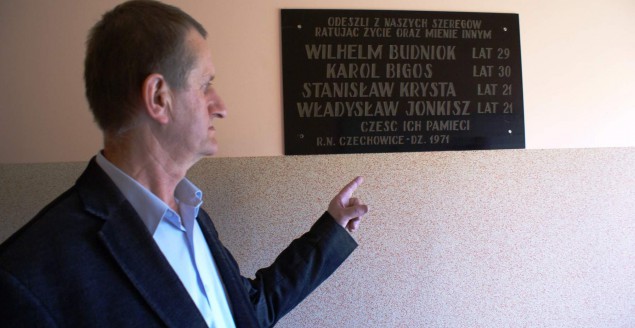 ODESZLI Z NASZYCH SZEREGÓW
RATUJĄC ŻYCIE ORAZ MIENIE INNYM
WILHELM BUDNIOK LAT 29
KAROL BIGOS LAT 30
STANISŁAW KRYSTA LAT 21
WŁADYSŁAW JONKISZ LAT 21
CZEŚĆ ICH PAMIĘCI
R.N. CZECHOWICE-DZ. 1971